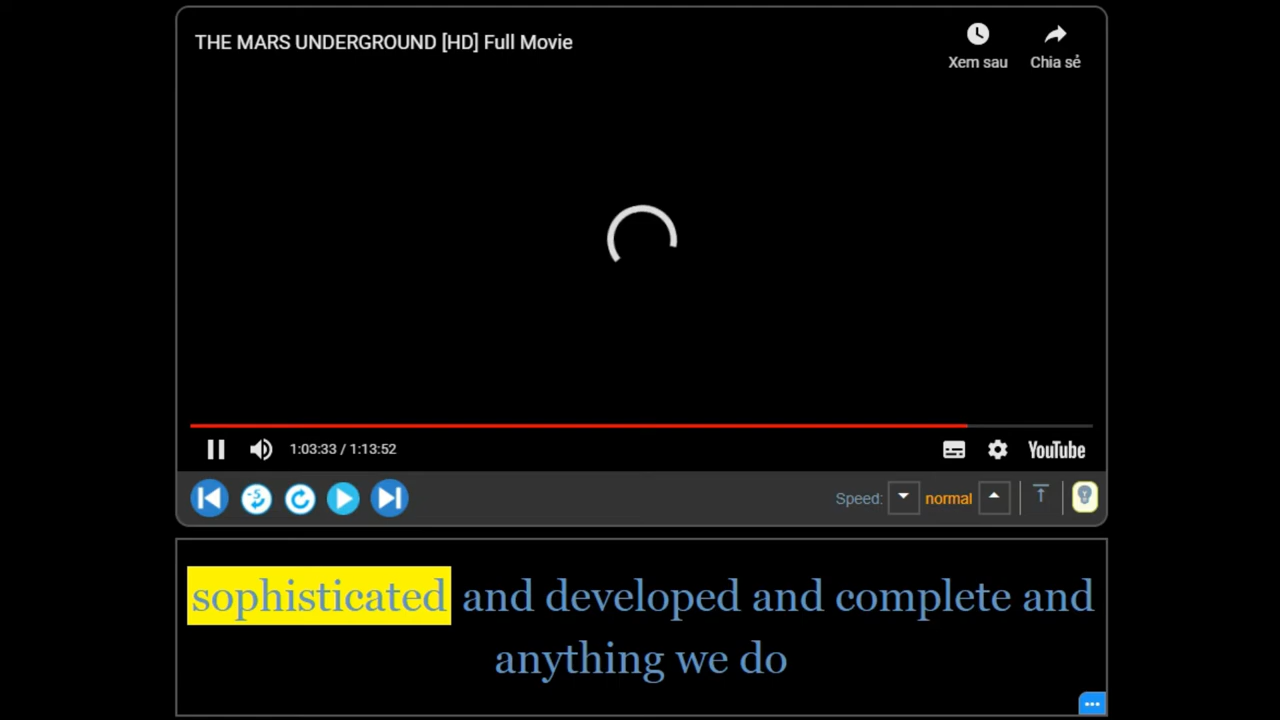 THE MARS UNDERGROUND [HD] Full Movie
Xem sau
Chia sẻ
1:03:33 / 1:13:52
YouTube
-5
Speed:
normal
sophisticated and developed and complete and
anything we do